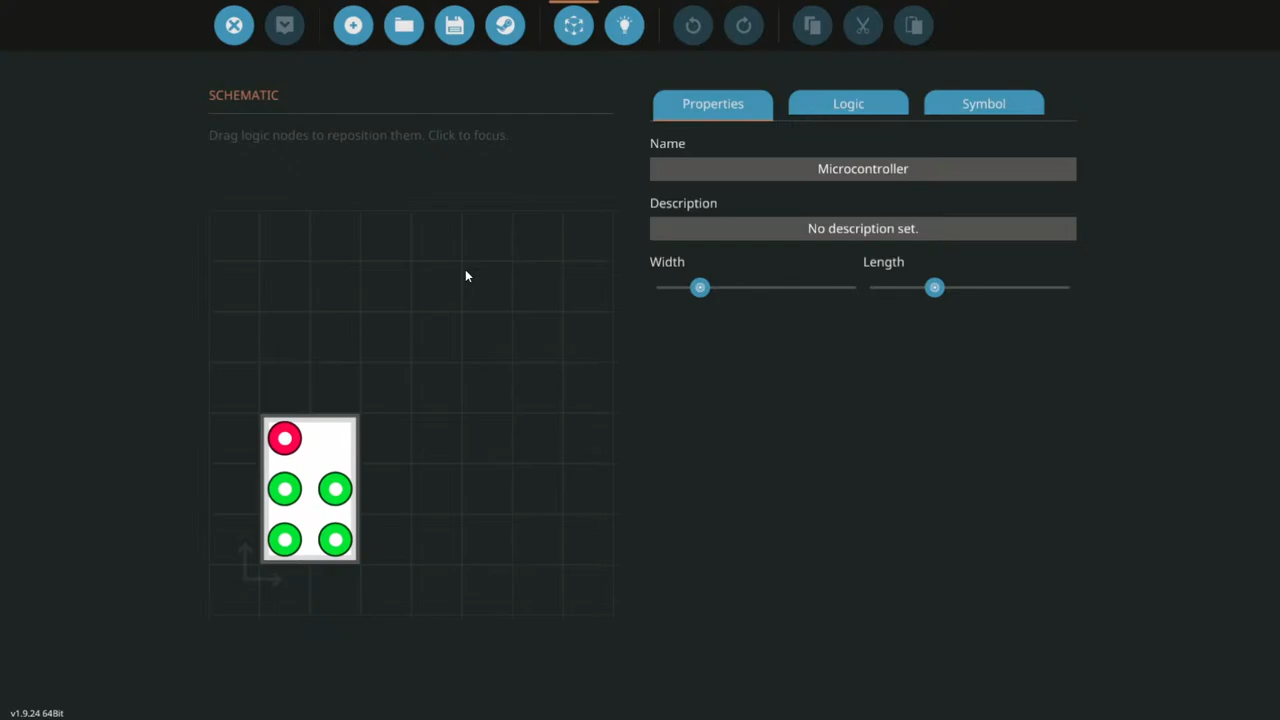 SCHEMATIC
Drag logic nodes to reposition them. Click to focus.
Properties
Logic
Symbol
Name
Microcontroller
Description
No description set.
Width
Length
v1.9.24 64Bit